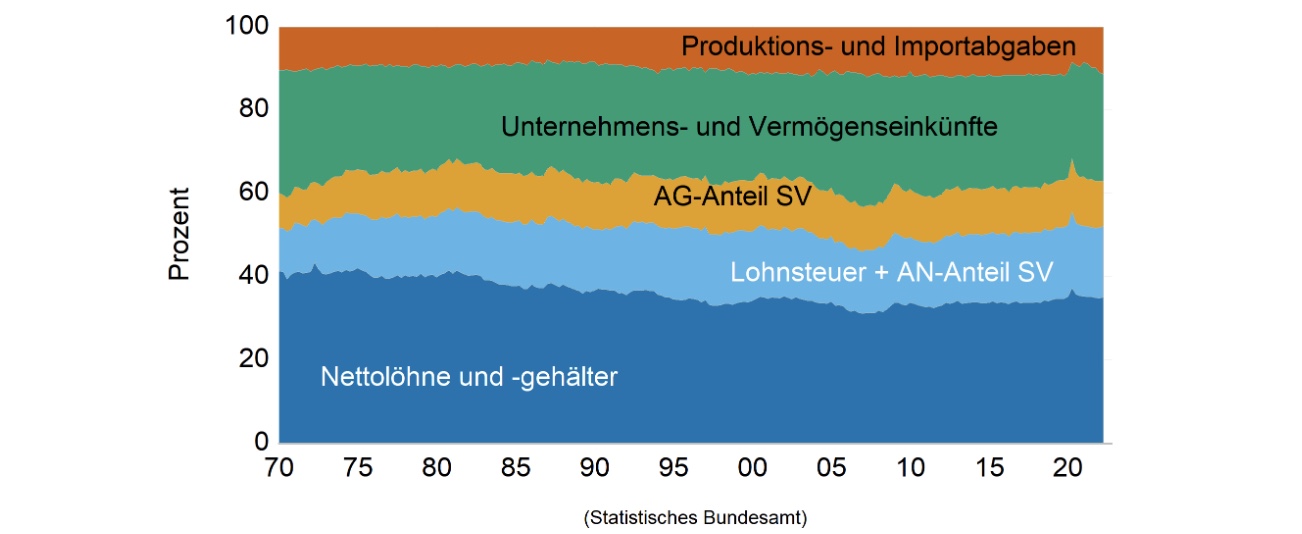 100
Produktions- und Importabgaben
80
Unternehmens- und Vermögenseinkünfte
60
AG-Anteil SV
Prozent
40
Lohnsteuer + AN-Anteil SV
20
Nettolöhne und -gehälter
0
70 75 80 85 90 95 00 05 10 15 20
(Statistisches Bundesamt)